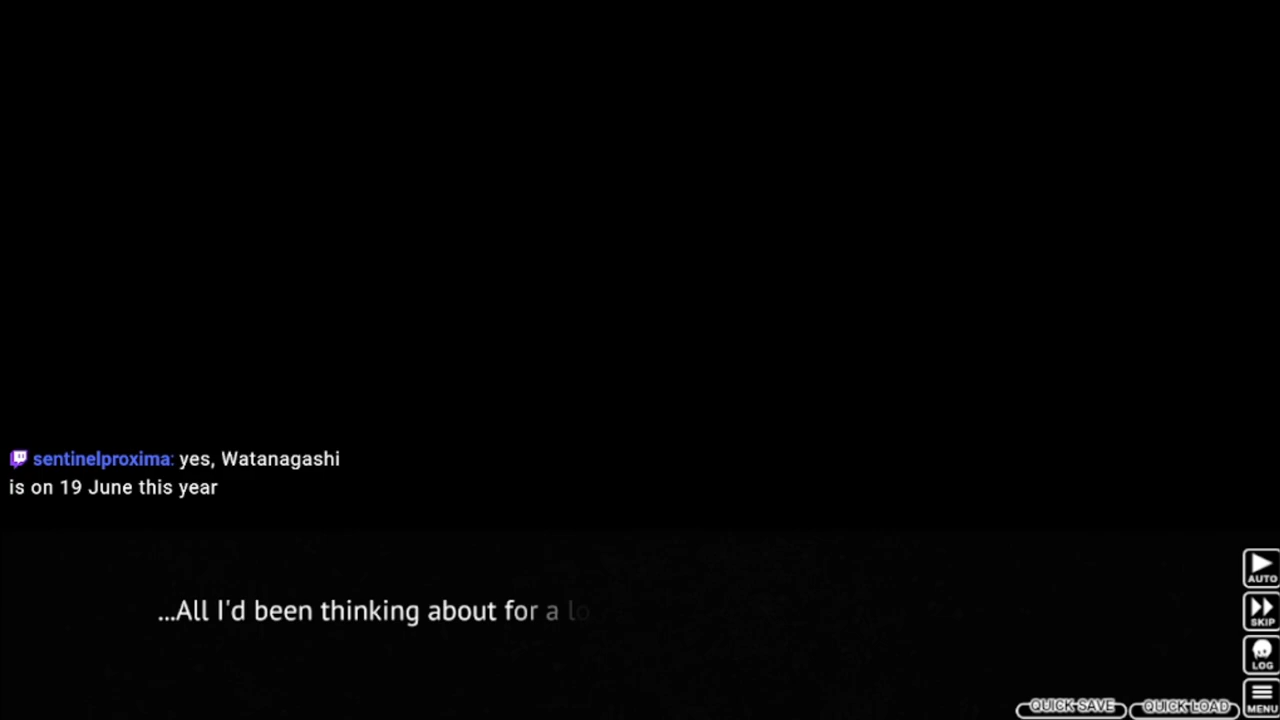 sentinelproxima: yes, Watanagashi
is on 19 June this year
...All I'd been thinking about for a lo
AUTO
SKIP
LOG
MENU
QUICK SAVE
QUICK LOAD